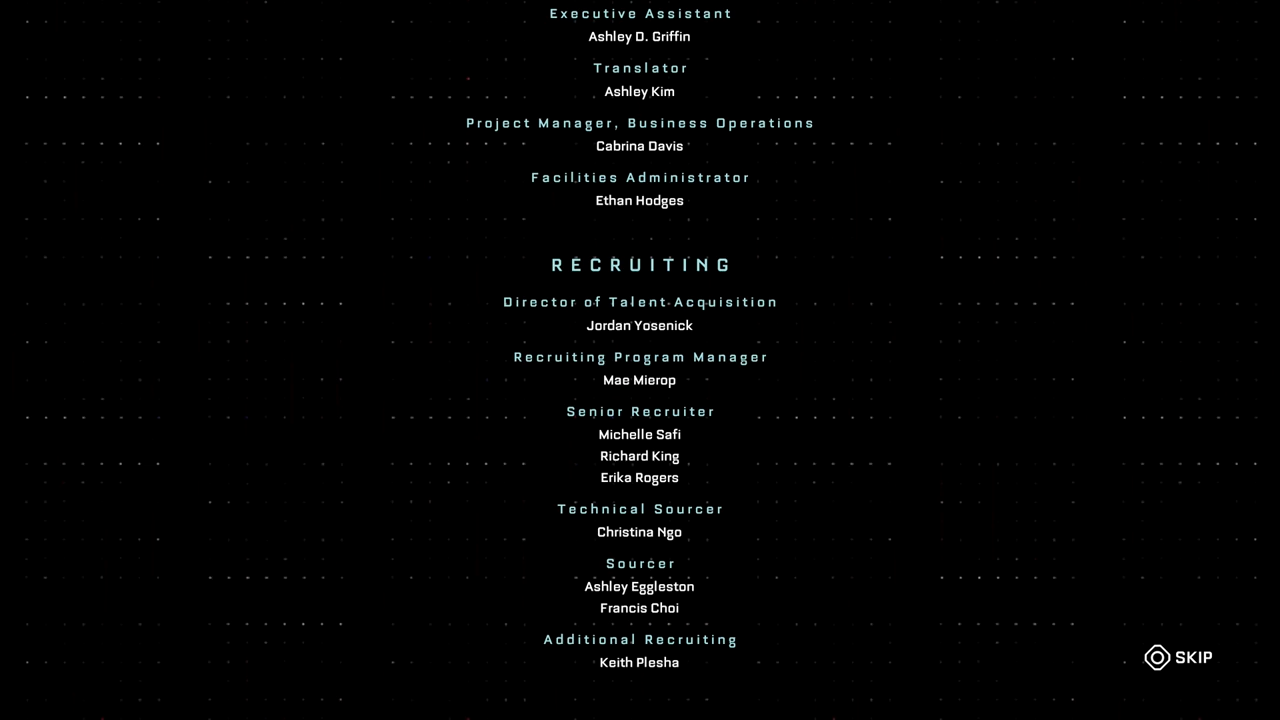 Executive Assistant
Ashley D. Griffin
Translator
Ashley Kim
Project Manager, Business Operations
Cabrina Davis
Facilities Administrator
Ethan Hodges
RECRUITING
Director of Talent Acquisition
Jordan Yosenick
Recruiting Program Manager
Mae Mierop
Senior Recruiter
Michelle Safi
Richard King
Erika Rogers
Technical Sourcer
Christina Ngo
Sourcer
Ashley Eggleston
Francis Choi
Additional Recruiting
Keith Plesha
SKIP